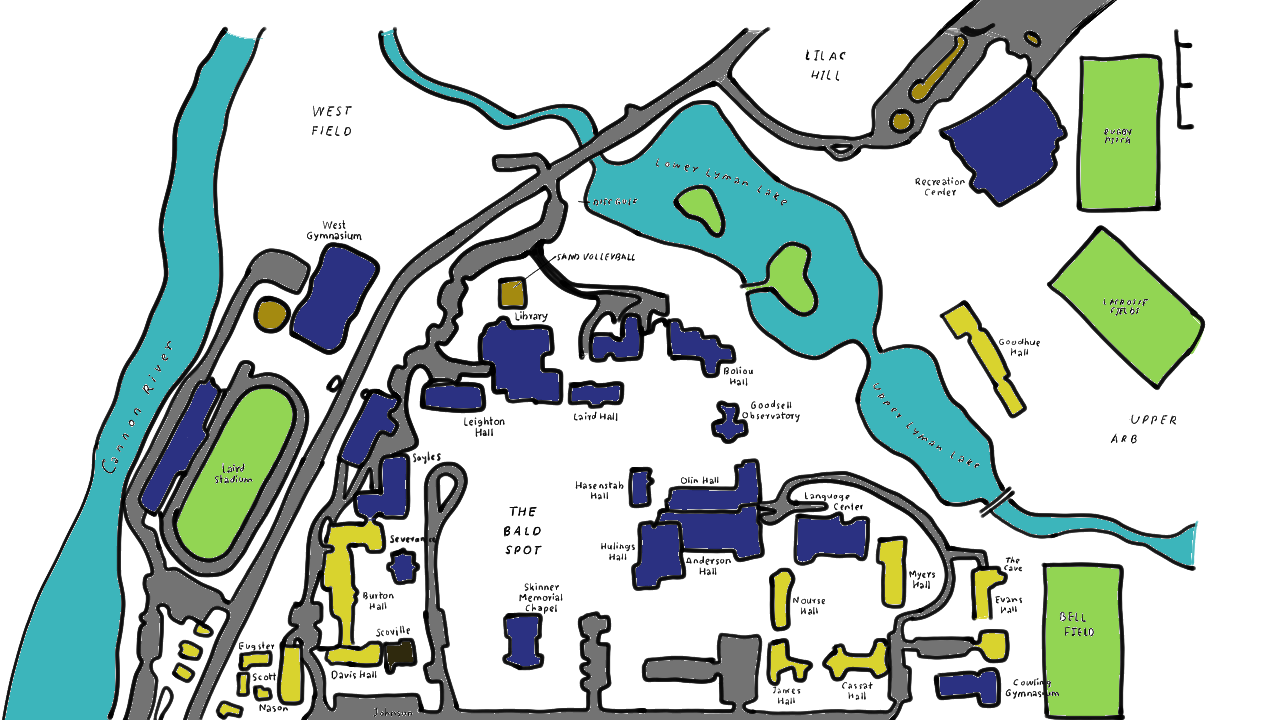 LILAC
HILL
WEST
FIELD
RUGBY
PITCH
Lower Lyman Lake
Recreation
Center
DISC GOLF
West
Gymnasium
SAND VOLLEYBALL
LACROSSE
FIELDS
Library
Goodhue
Hall
Boliou
Hall
Cannon River
Goodsell
Observatory
Laird Hall
Leighton
Hall
Upper Lyman Lake
UPPER
ARB
Sayles
Laird
Stadium
Olin Hall
Hasenstab
Hall
Language
Center
THE
BALD
SPOT
Severance
Hulings
Hall
Anderson
Hall
The
Cave
Myers
Hall
Skinner
Memorial
Chapel
Burton
Hall
Nourse
Hall
Evans
Hall
BELL
FIELD
Scoville
Eugster
Scott
Davis Hall
Nason
James
Hall
Cassat
Hall
Cowling
Gymnasium
Johnson